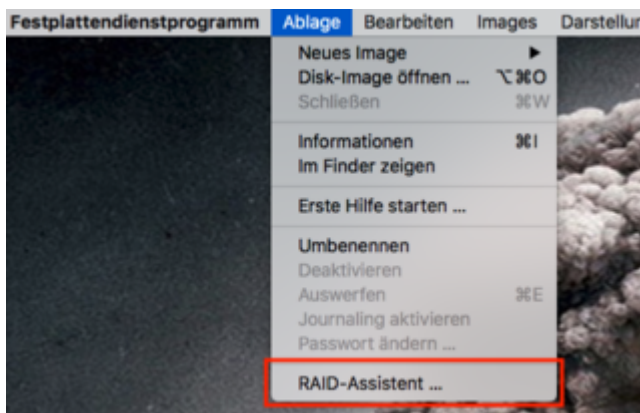 Festplattendienstprogramm Ablage Bearbeiten Images Darstellur
Neues Image
Disk-Image öffnen ... ⌥⌘O
Schließen ⌘W
Informationen ⌘I
Im Finder zeigen
Erste Hilfe starten ...
Umbenennen
Deaktivieren
Auswerfen ⌘E
Journaling aktivieren
Passwort ändern ...
RAID-Assistent ...